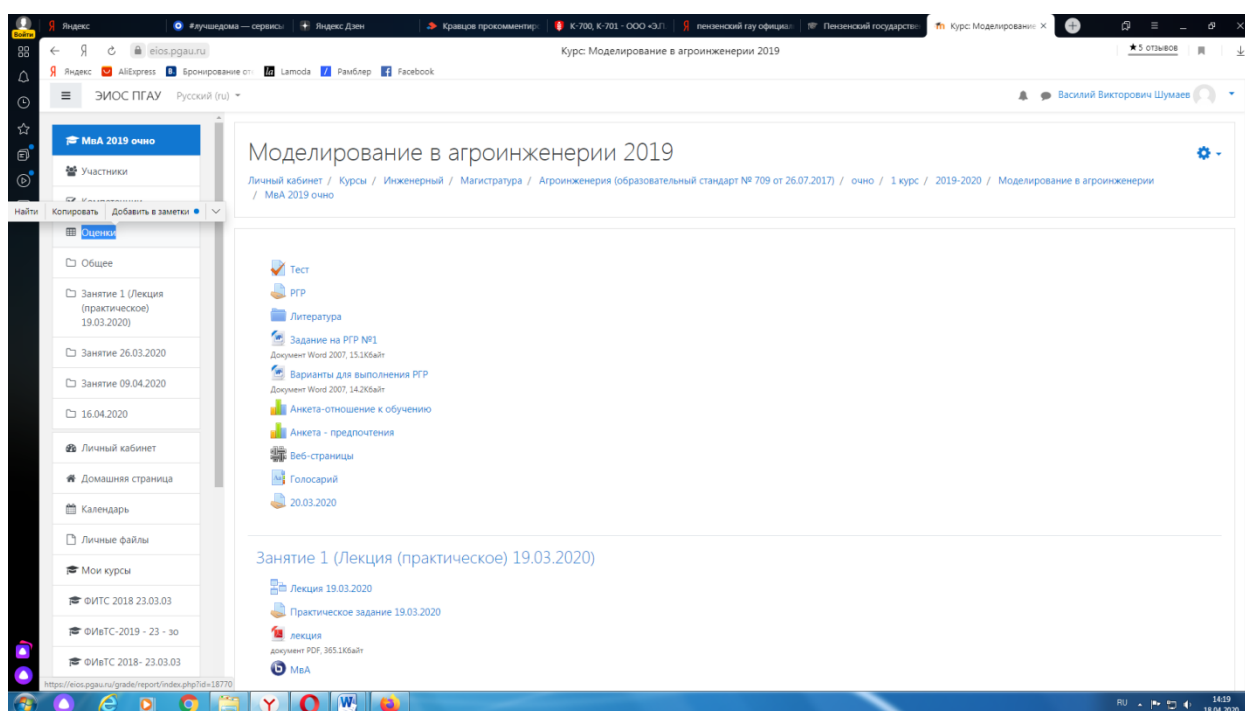 Войти
Яндекс
#лучшедома — сервисы
Яндекс Дзен
Кравцов прокомментир
К-700, К-701 - ООО «Э.П.
пензенский гау официал
Пензенский государстве
Курс: Моделирование
eios.pgau.ru
Курс: Моделирование в агроинженерии 2019
★ 5 отзывов
Яндекс
AliExpress
Бронирование от
Lamoda
Рамблер
Facebook
ЭИОС ПГАУ Русский (ru)
Василий Викторович Шумаев
МвА 2019 очно
Участники
Найти Копировать Добавить в заметки
Оценки
Общее
Занятие 1 (Лекция
(практическое)
19.03.2020)
Занятие 26.03.2020
Занятие 09.04.2020
16.04.2020
Личный кабинет
Домашняя страница
Календарь
Личные файлы
Мои курсы
ФИТС 2018 23.03.03
ФИвТС-2019 - 23 - зо
ФИвТС 2018- 23.03.03
https://eios.pgau.ru/grade/report/index.php?id=18770
Моделирование в агроинженерии 2019
Личный кабинет / Курсы / Инженерный / Магистратура / Агроинженерия (образовательный стандарт № 709 от 26.07.2017) / очно / 1 курс / 2019-2020 / Моделирование в агроинженерии
/ МвА 2019 очно
Тест
РГР
Литература
Задание на РГР №1
Документ Word 2007, 15.1Кбайт
Варианты для выполнения РГР
Документ Word 2007, 14.2Кбайт
Анкета-отношение к обучению
Анкета - предпочтения
Веб-страницы
Голосарий
20.03.2020
Занятие 1 (Лекция (практическое) 19.03.2020)
Лекция 19.03.2020
Практическое задание 19.03.2020
лекция
документ PDF, 365.1Кбайт
МвА
RU
14:19
18.04.2020